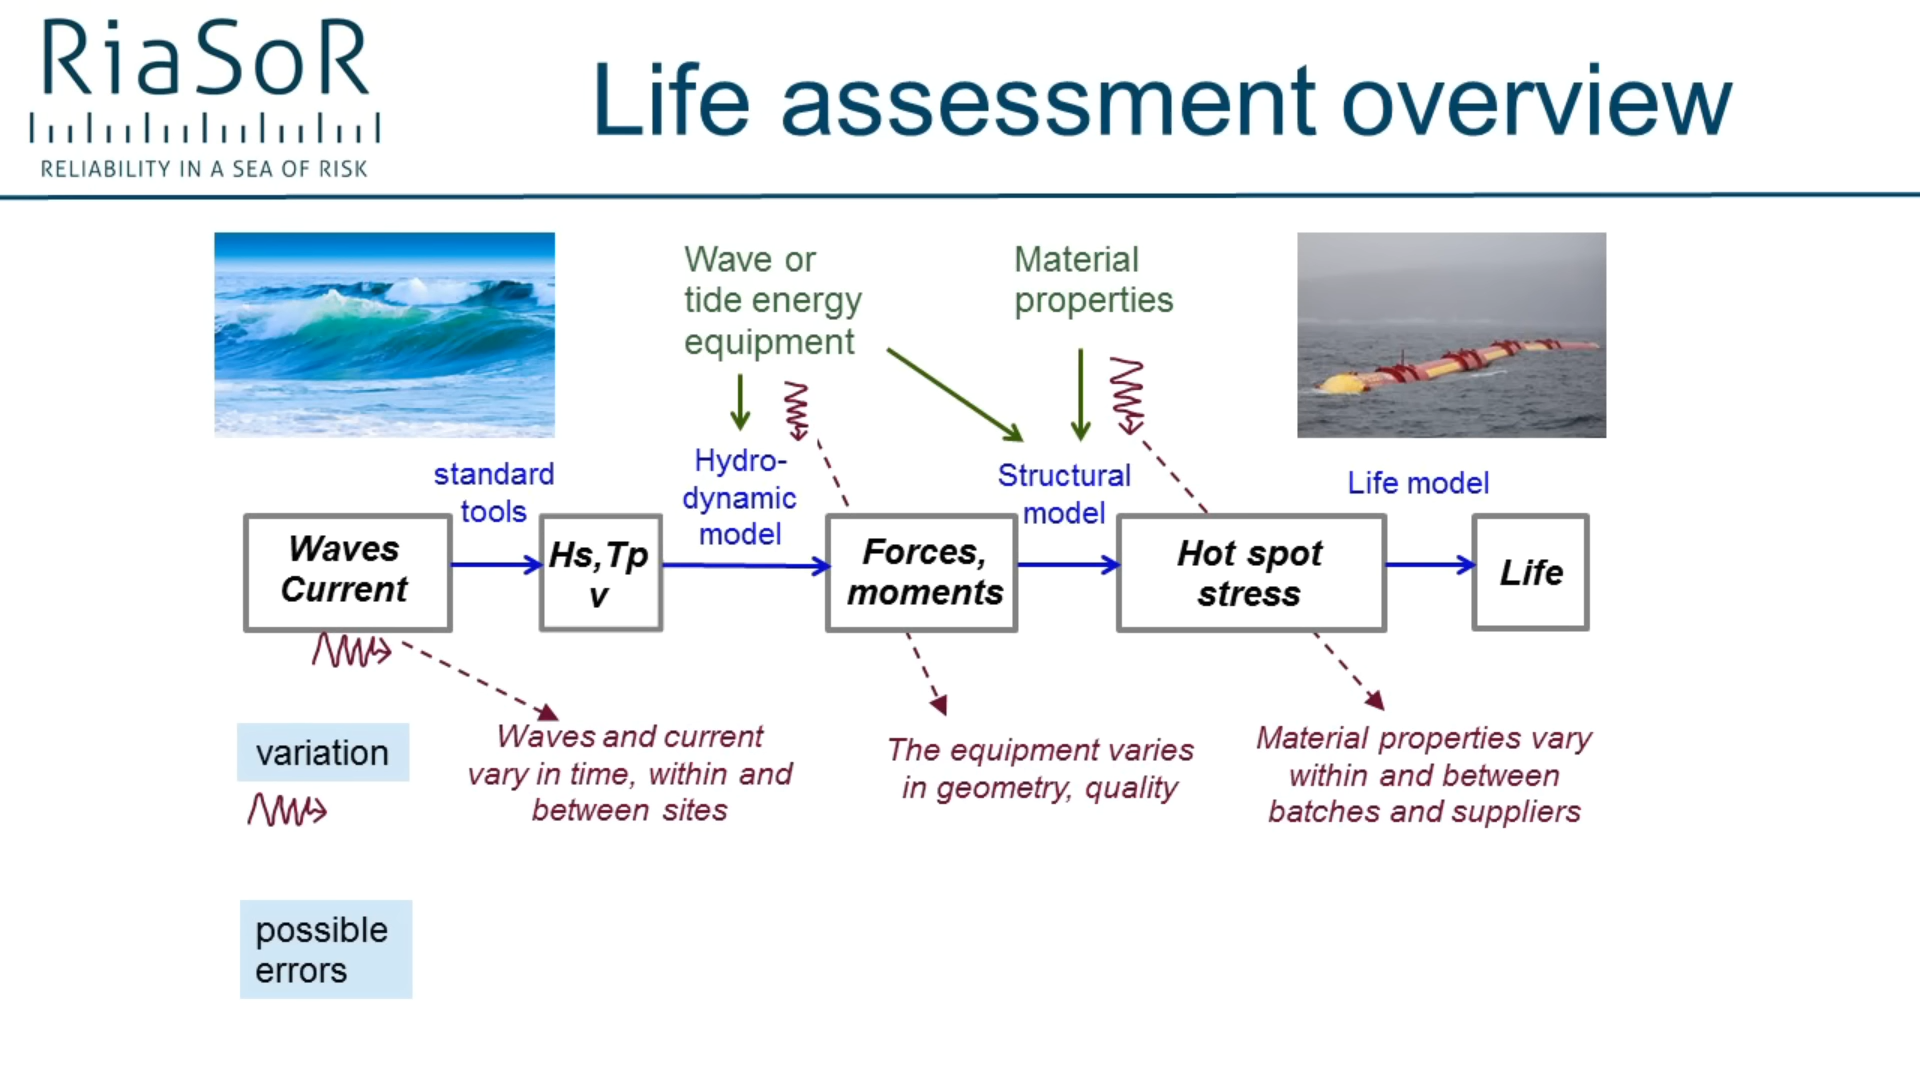 RiaSoR
RELIABILITY IN A SEA OF RISK
Life assessment overview
Wave or
tide energy
equipment
Material
properties
standard
tools
Hydro-
dynamic
model
Structural
model
Life model
Waves
Current
Hs,Tp
v
Forces,
moments
Hot spot
stress
Life
variation
Waves and current
vary in time, within and
between sites
The equipment varies
in geometry, quality
Material properties vary
within and between
batches and suppliers
possible
errors